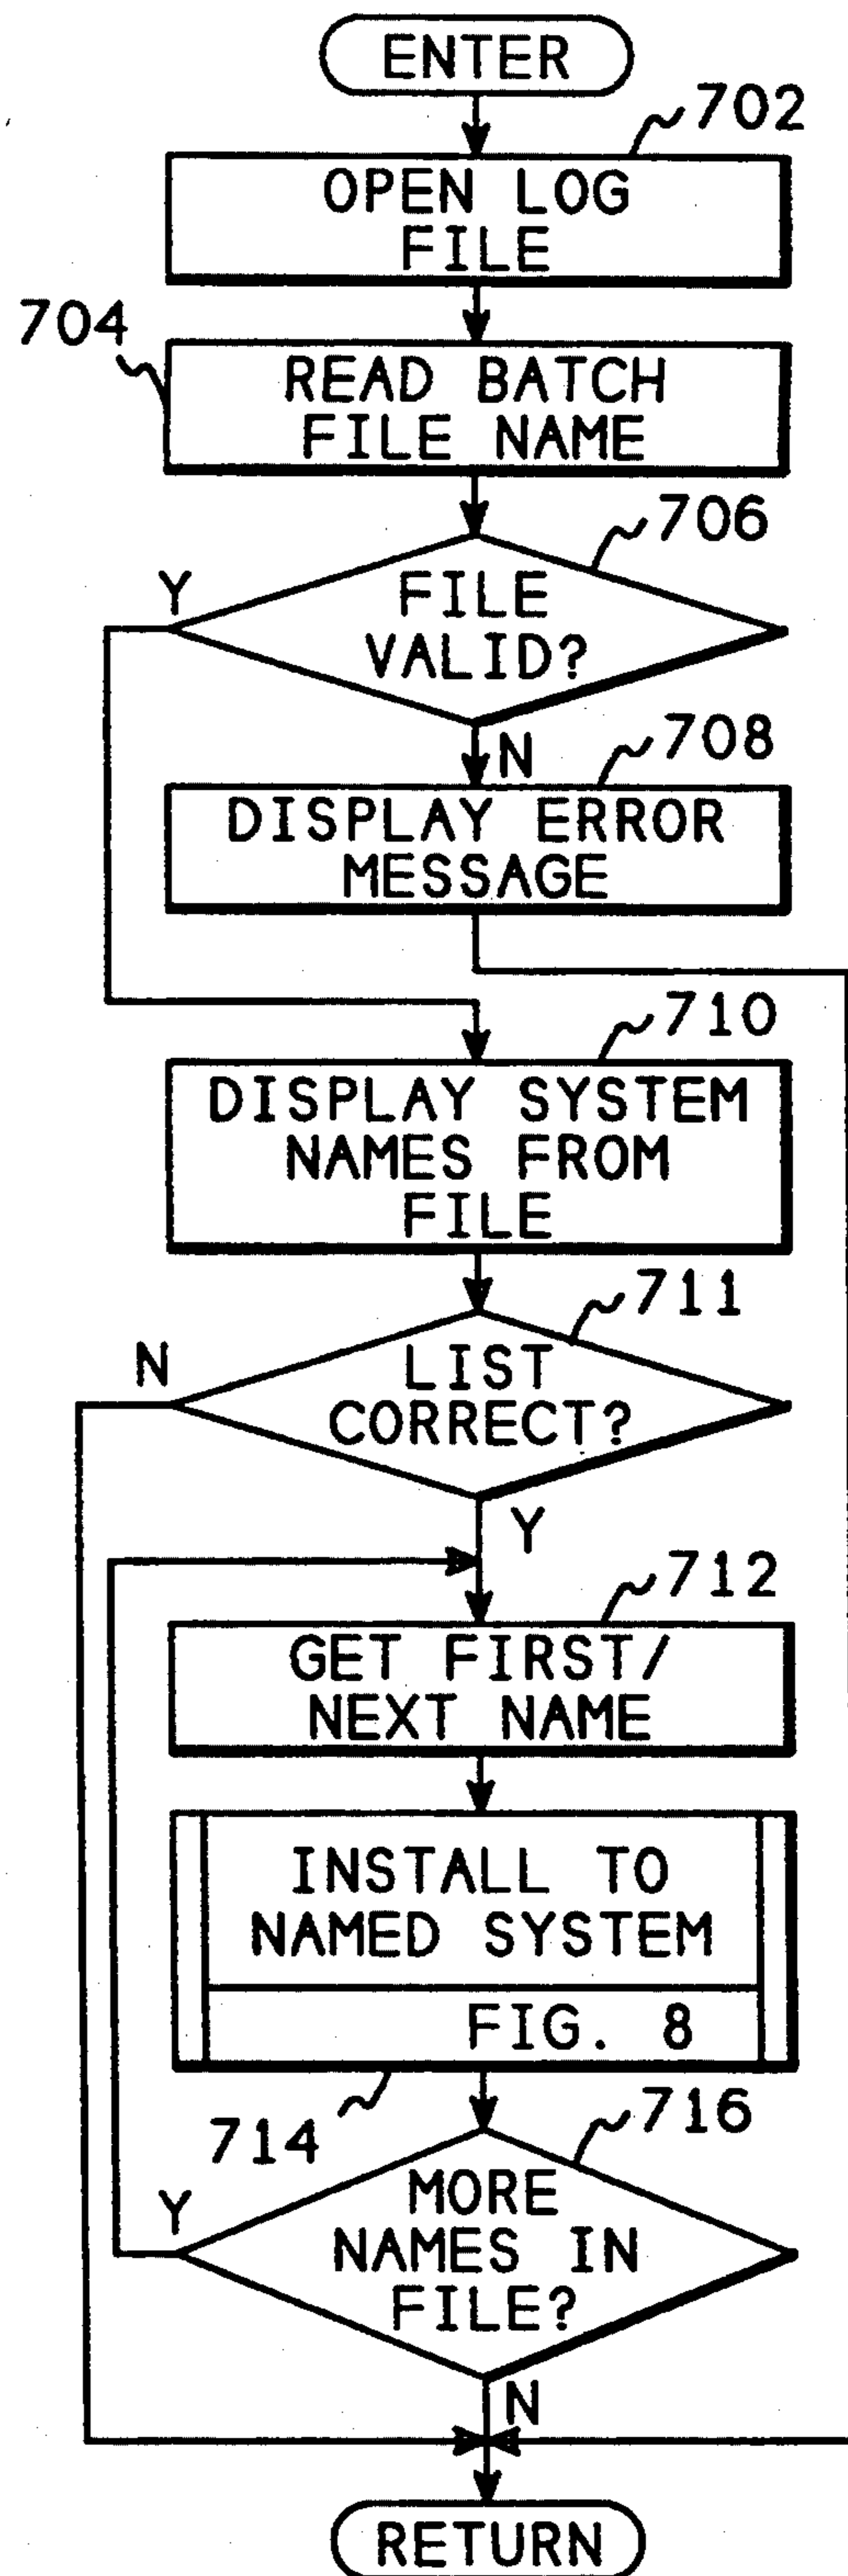 ENTER
702
OPEN LOG
FILE
704
READ BATCH
FILE NAME
706
Y
FILE
VALID?
N
708
DISPLAY ERROR
MESSAGE
710
DISPLAY SYSTEM
NAMES FROM
FILE
711
N
LIST
CORRECT?
Y
712
GET FIRST/
NEXT NAME
INSTALL TO
NAMED SYSTEM
FIG. 8
714
716
Y
MORE
NAMES IN
FILE?
N
RETURN